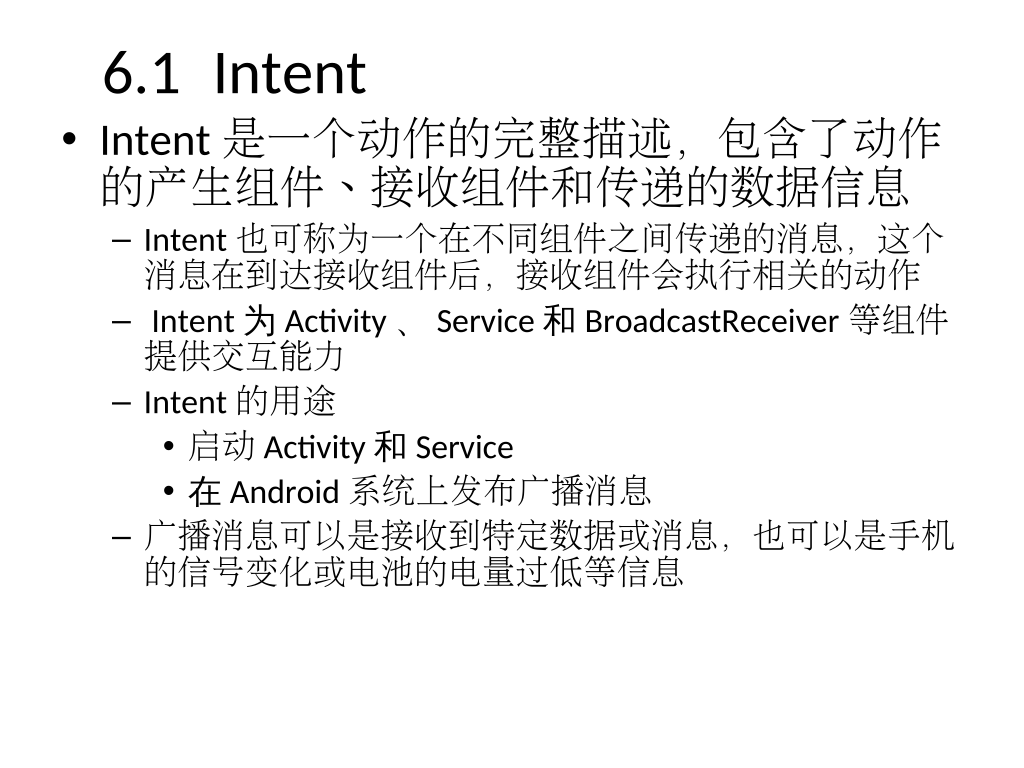 6.1 Intent
• Intent 是一个动作的完整描述，包含了动作
的产生组件、接收组件和传递的数据信息
– Intent 也可称为一个在不同组件之间传递的消息，这个
消息在到达接收组件后，接收组件会执行相关的动作
– Intent 为 Activity 、 Service 和 BroadcastReceiver 等组件
提供交互能力
– Intent 的用途
• 启动 Activity 和 Service
• 在 Android 系统上发布广播消息
– 广播消息可以是接收到特定数据或消息，也可以是手机
的信号变化或电池的电量过低等信息